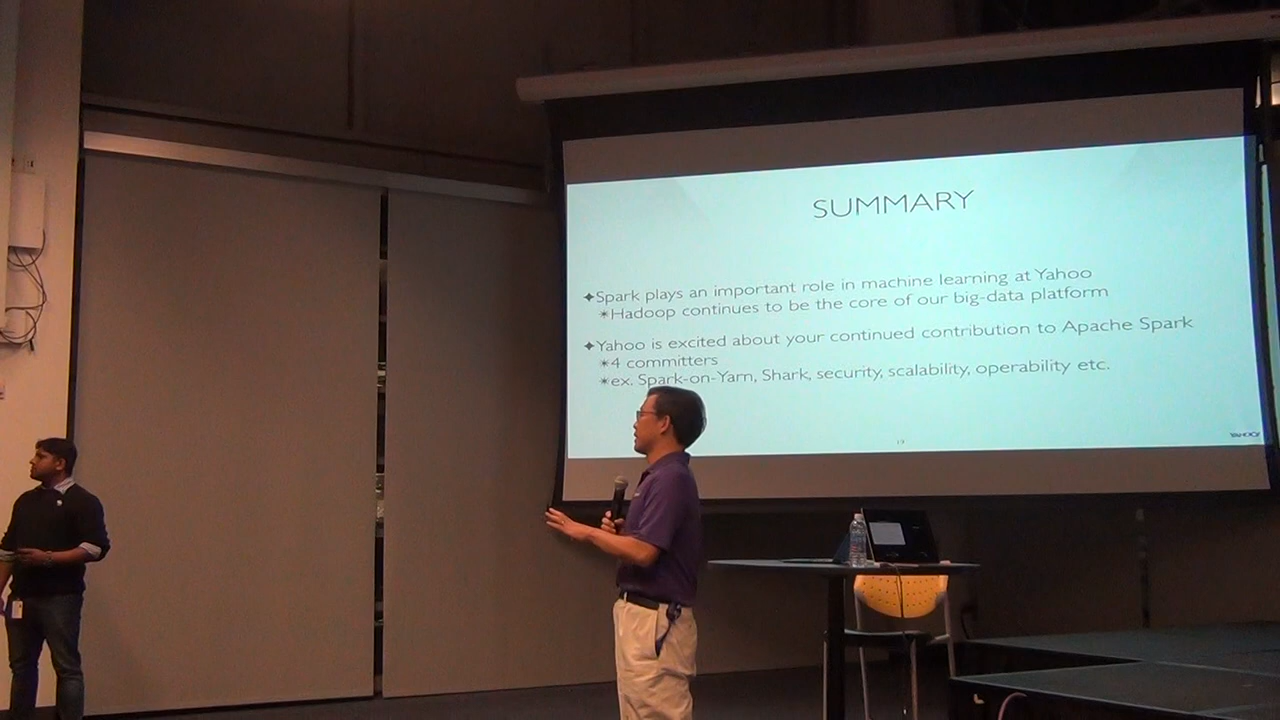 SUMMARY
✦Spark plays an important role in machine learning at Yahoo
✴Hadoop continues to be the core of our big-data platform
✦Yahoo is excited about your continued contribution to Apache Spark
✴4 committers
✴ex. Spark-on-Yarn, Shark, security, scalability, operability etc.
19
YAHOO!